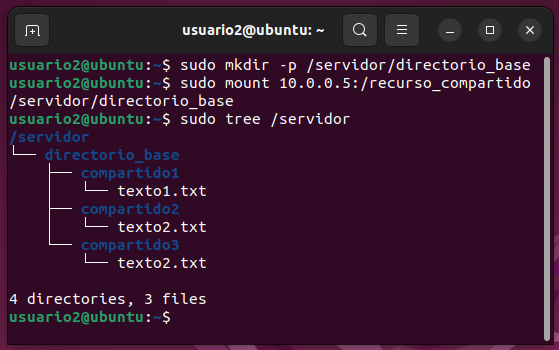 usuario2@ubuntu: ~
usuario2@ubuntu:~$ sudo mkdir -p /servidor/directorio_base
usuario2@ubuntu:~$ sudo mount 10.0.0.5:/recurso_compartido
/servidor/directorio_base
usuario2@ubuntu:~$ sudo tree /servidor
/servidor
└── directorio_base
    ├── compartido1
    │   └── texto1.txt
    ├── compartido2
    │   └── texto2.txt
    └── compartido3
        └── texto2.txt
4 directories, 3 files
usuario2@ubuntu:~$